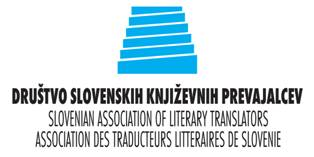 DRUŠTVO SLOVENSKIH KNJIŽEVNIH PREVAJALCEV
SLOVENIAN ASSOCIATION OF LITERARY TRANSLATORS
ASSOCIATION DES TRADUCTEURS LITTERAIRES DE SLOVENIE